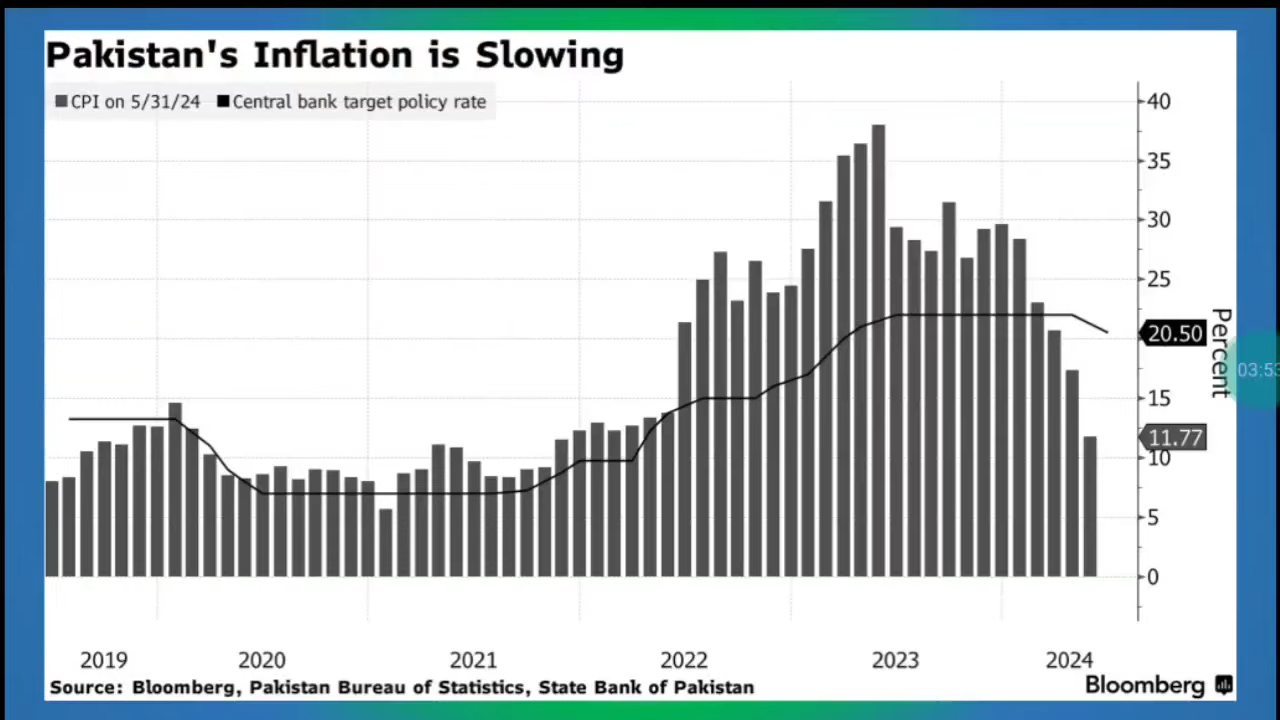 Pakistan's Inflation is Slowing
CPI on 5/31/24 Central bank target policy rate
40
35
30
25
20.50
15
11.77
10
5
0
Percent
03:53
2019 2020 2021 2022 2023 2024
Source: Bloomberg, Pakistan Bureau of Statistics, State Bank of Pakistan
Bloomberg